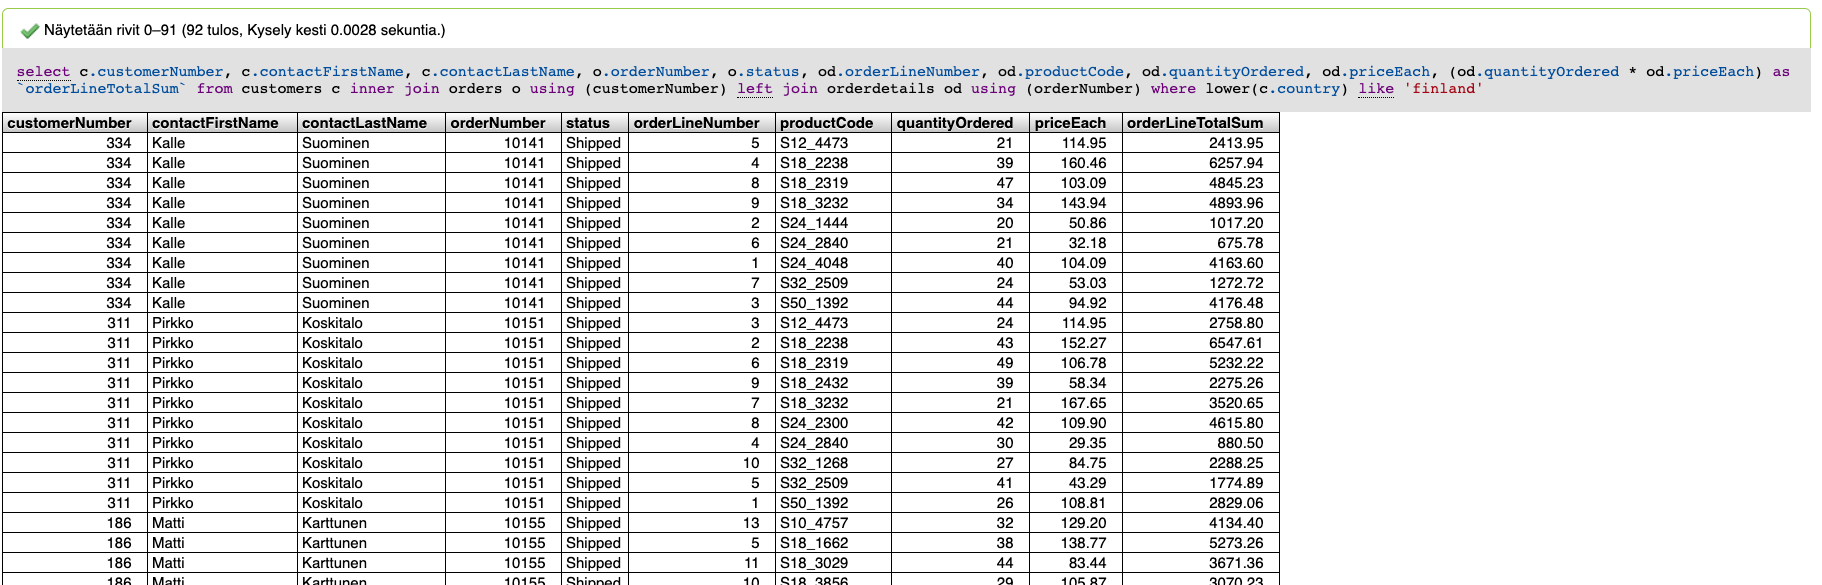 Näytetään rivit 0–91 (92 tulos, Kysely kesti 0.0028 sekuntia.)
select c.customerNumber, c.contactFirstName, c.contactLastName, o.orderNumber, o.status, od.orderLineNumber, od.productCode, od.quantityOrdered, od.priceEach, (od.quantityOrdered * od.priceEach) as
`orderLineTotalSum` from customers c inner join orders o using (customerNumber) left join orderdetails od using (orderNumber) where lower(c.country) like 'finland'
customerNumber contactFirstName contactLastName orderNumber status orderLineNumber productCode quantityOrdered priceEach orderLineTotalSum
334 Kalle Suominen 10141 Shipped 5 S12_4473 21 114.95 2413.95
334 Kalle Suominen 10141 Shipped 4 S18_2238 39 160.46 6257.94
334 Kalle Suominen 10141 Shipped 8 S18_2319 47 103.09 4845.23
334 Kalle Suominen 10141 Shipped 9 S18_3232 34 143.94 4893.96
334 Kalle Suominen 10141 Shipped 2 S24_1444 20 50.86 1017.20
334 Kalle Suominen 10141 Shipped 6 S24_2840 21 32.18 675.78
334 Kalle Suominen 10141 Shipped 1 S24_4048 40 104.09 4163.60
334 Kalle Suominen 10141 Shipped 7 S32_2509 24 53.03 1272.72
334 Kalle Suominen 10141 Shipped 3 S50_1392 44 94.92 4176.48
311 Pirkko Koskitalo 10151 Shipped 3 S12_4473 24 114.95 2758.80
311 Pirkko Koskitalo 10151 Shipped 2 S18_2238 43 152.27 6547.61
311 Pirkko Koskitalo 10151 Shipped 6 S18_2319 49 106.78 5232.22
311 Pirkko Koskitalo 10151 Shipped 9 S18_2432 39 58.34 2275.26
311 Pirkko Koskitalo 10151 Shipped 7 S18_3232 21 167.65 3520.65
311 Pirkko Koskitalo 10151 Shipped 8 S24_2300 42 109.90 4615.80
311 Pirkko Koskitalo 10151 Shipped 4 S24_2840 30 29.35 880.50
311 Pirkko Koskitalo 10151 Shipped 10 S32_1268 27 84.75 2288.25
311 Pirkko Koskitalo 10151 Shipped 5 S32_2509 41 43.29 1774.89
311 Pirkko Koskitalo 10151 Shipped 1 S50_1392 26 108.81 2829.06
186 Matti Karttunen 10155 Shipped 13 S10_4757 32 129.20 4134.40
186 Matti Karttunen 10155 Shipped 5 S18_1662 38 138.77 5273.26
186 Matti Karttunen 10155 Shipped 11 S18_3029 44 83.44 3671.36
186 Matti Karttunen 10155 Shipped 10 S18_3856 29 105.87 3070.23